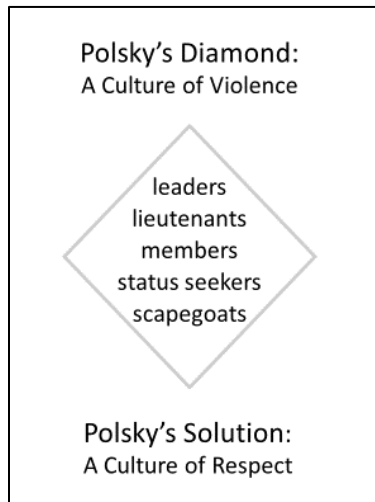 Polsky’s Diamond:
A Culture of Violence
leaders
lieutenants
members
status seekers
scapegoats
Polsky’s Solution:
A Culture of Respect